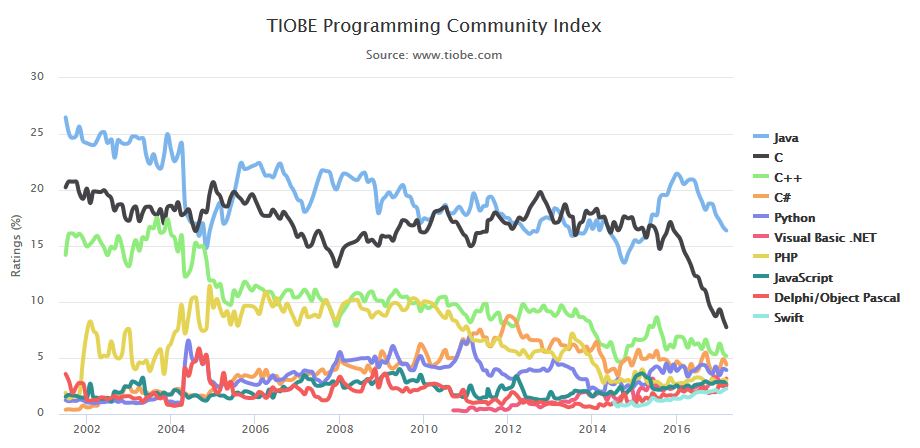 TIOBE Programming Community Index
Source: www.tiobe.com
Ratings (%)
30
25
20
15
10
5
0
2002
2004
2006
2008
2010
2012
2014
2016
Java
C
C++
C#
Python
Visual Basic .NET
PHP
JavaScript
Delphi/Object Pascal
Swift